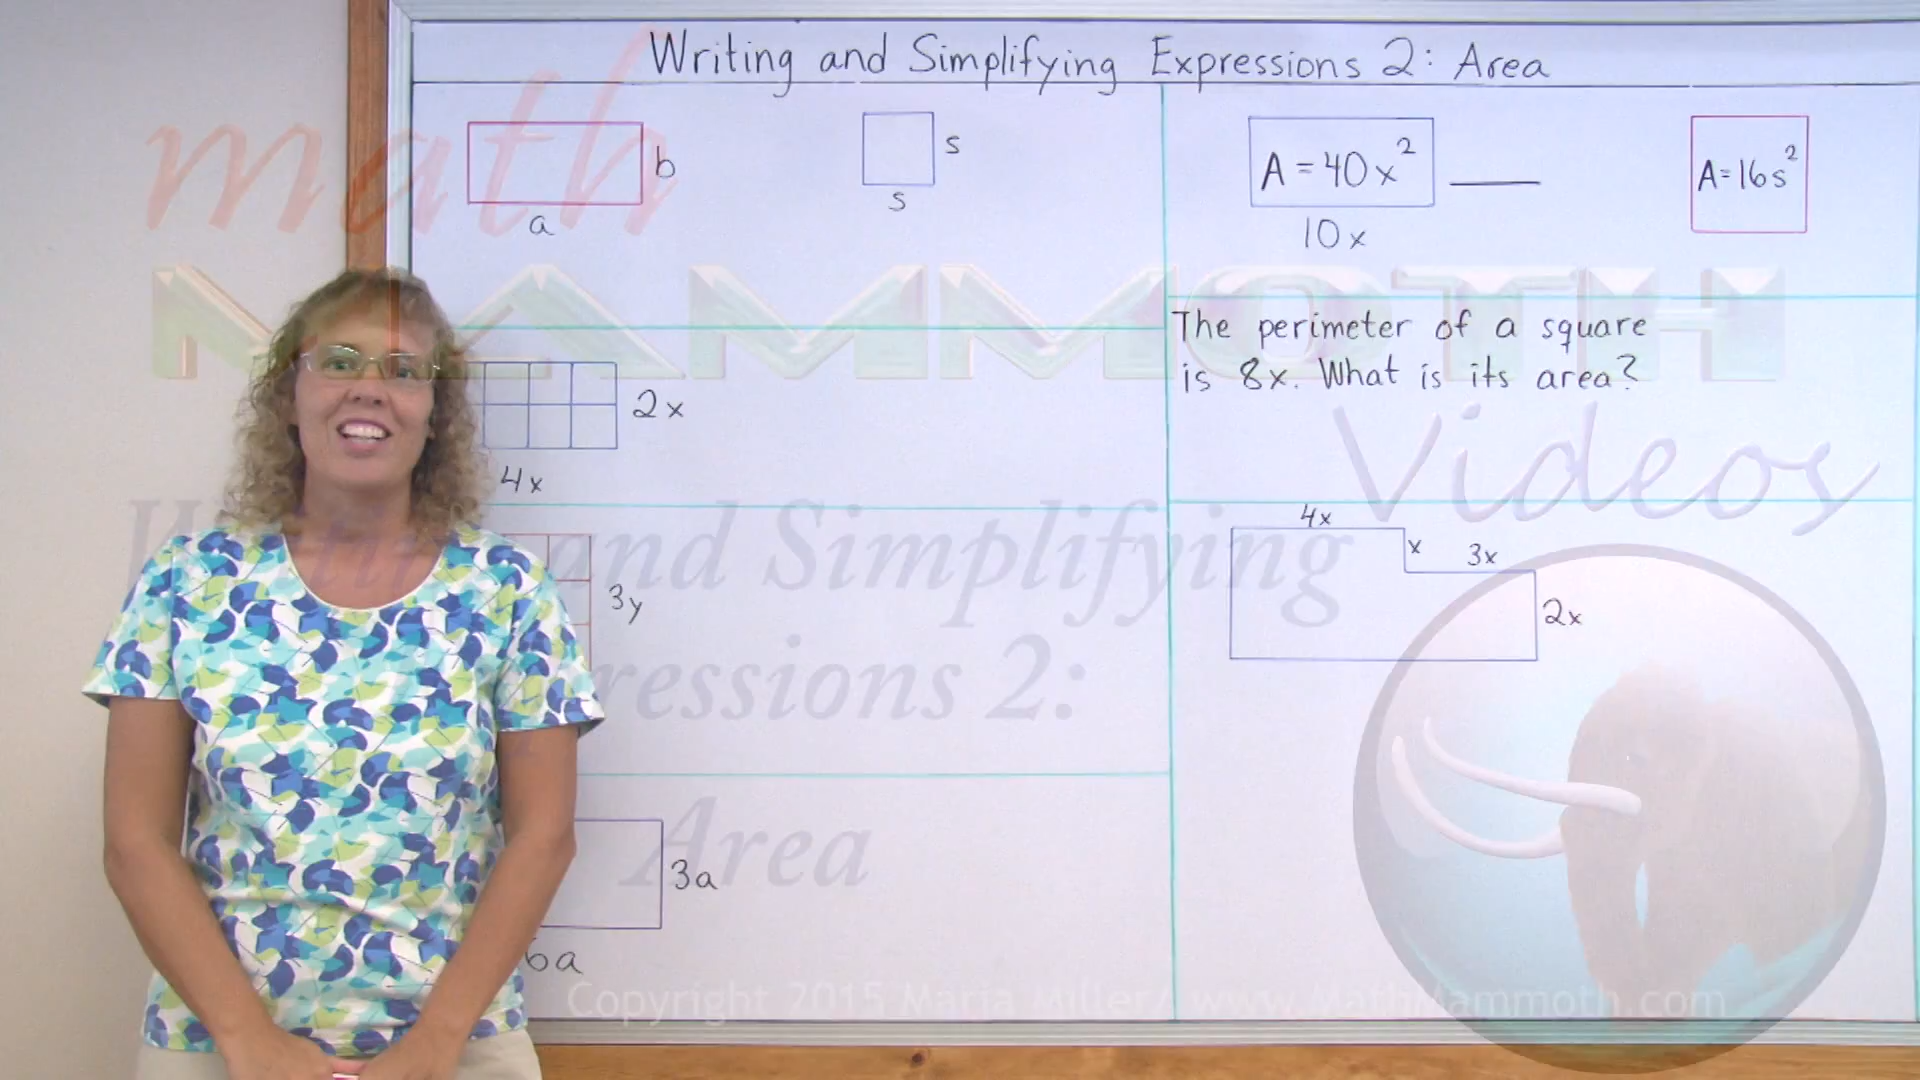 Writing and Simplifying Expressions 2: Area
b
a
s
s
A = 40x²
10x
A=16s²
2x
4x
The perimeter of a square
is 8x. What is its area?
3y
4x
x
3x
2x
3a
6a
math
MAMMOTH
Videos
Writing and Simplifying
Expressions 2:
Area
Copyright 2015 Maria Miller / www.MathMammoth.com